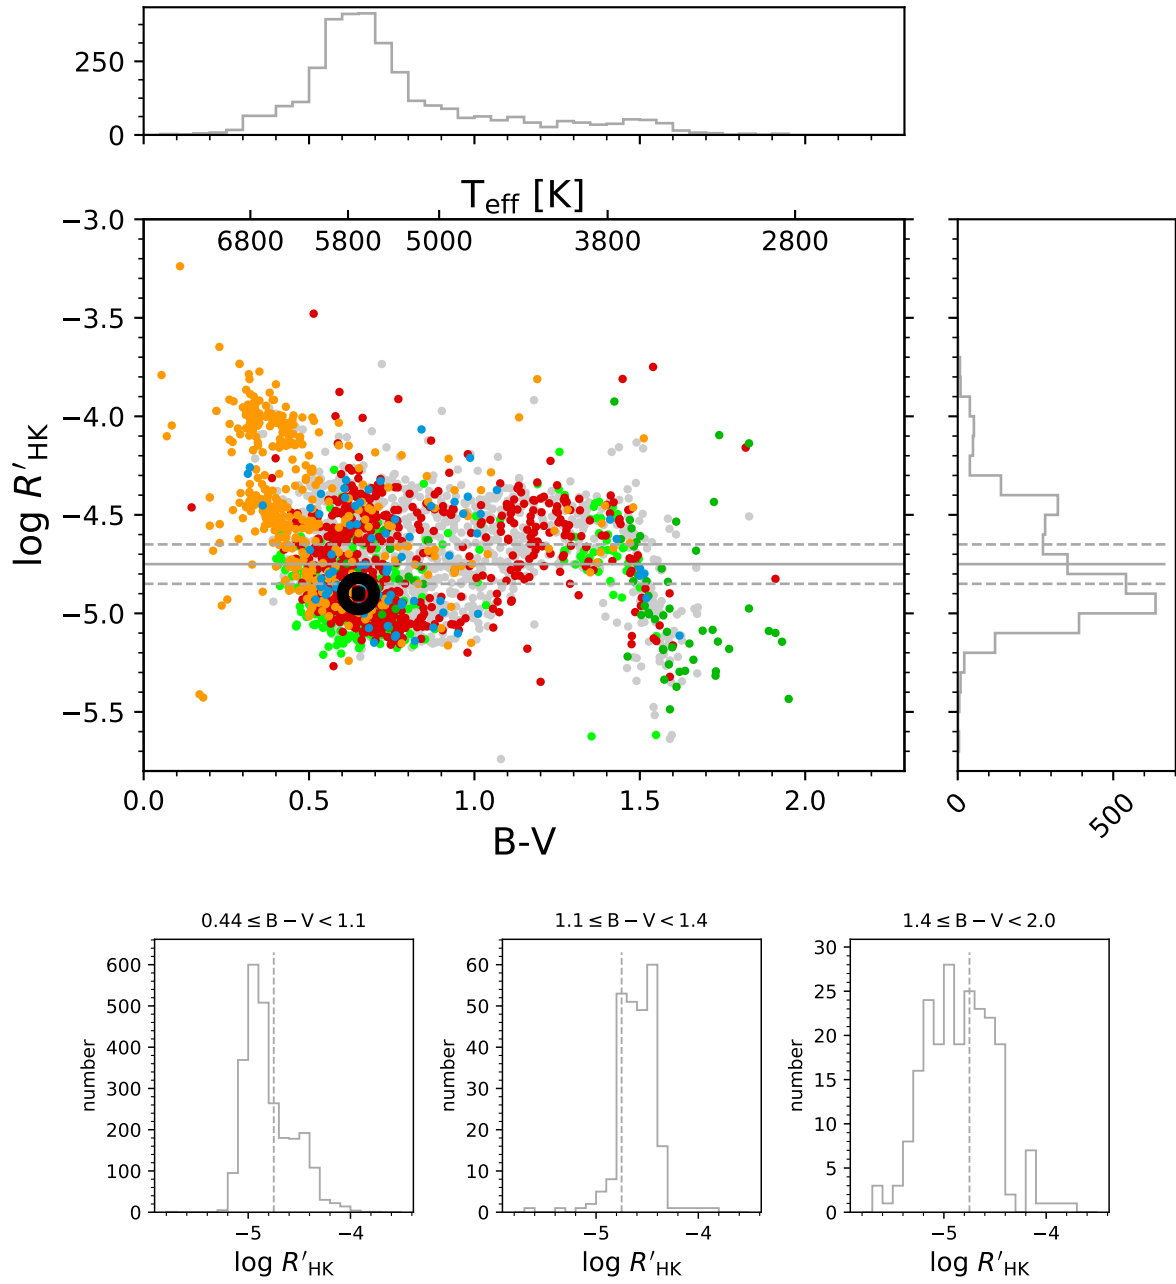 250
0
T_eff [K]
6800 5800 5000 3800 2800
−3.0
−3.5
−4.0
−4.5
−5.0
−5.5
log R′_HK
0.0 0.5 1.0 1.5 2.0
B-V
0 500
0.44 ≤ B − V < 1.1
600
500
400
300
200
100
0
number
−5 −4
log R′_HK
1.1 ≤ B − V < 1.4
60
50
40
30
20
10
0
number
−5 −4
log R′_HK
1.4 ≤ B − V < 2.0
30
25
20
15
10
5
0
number
−5 −4
log R′_HK